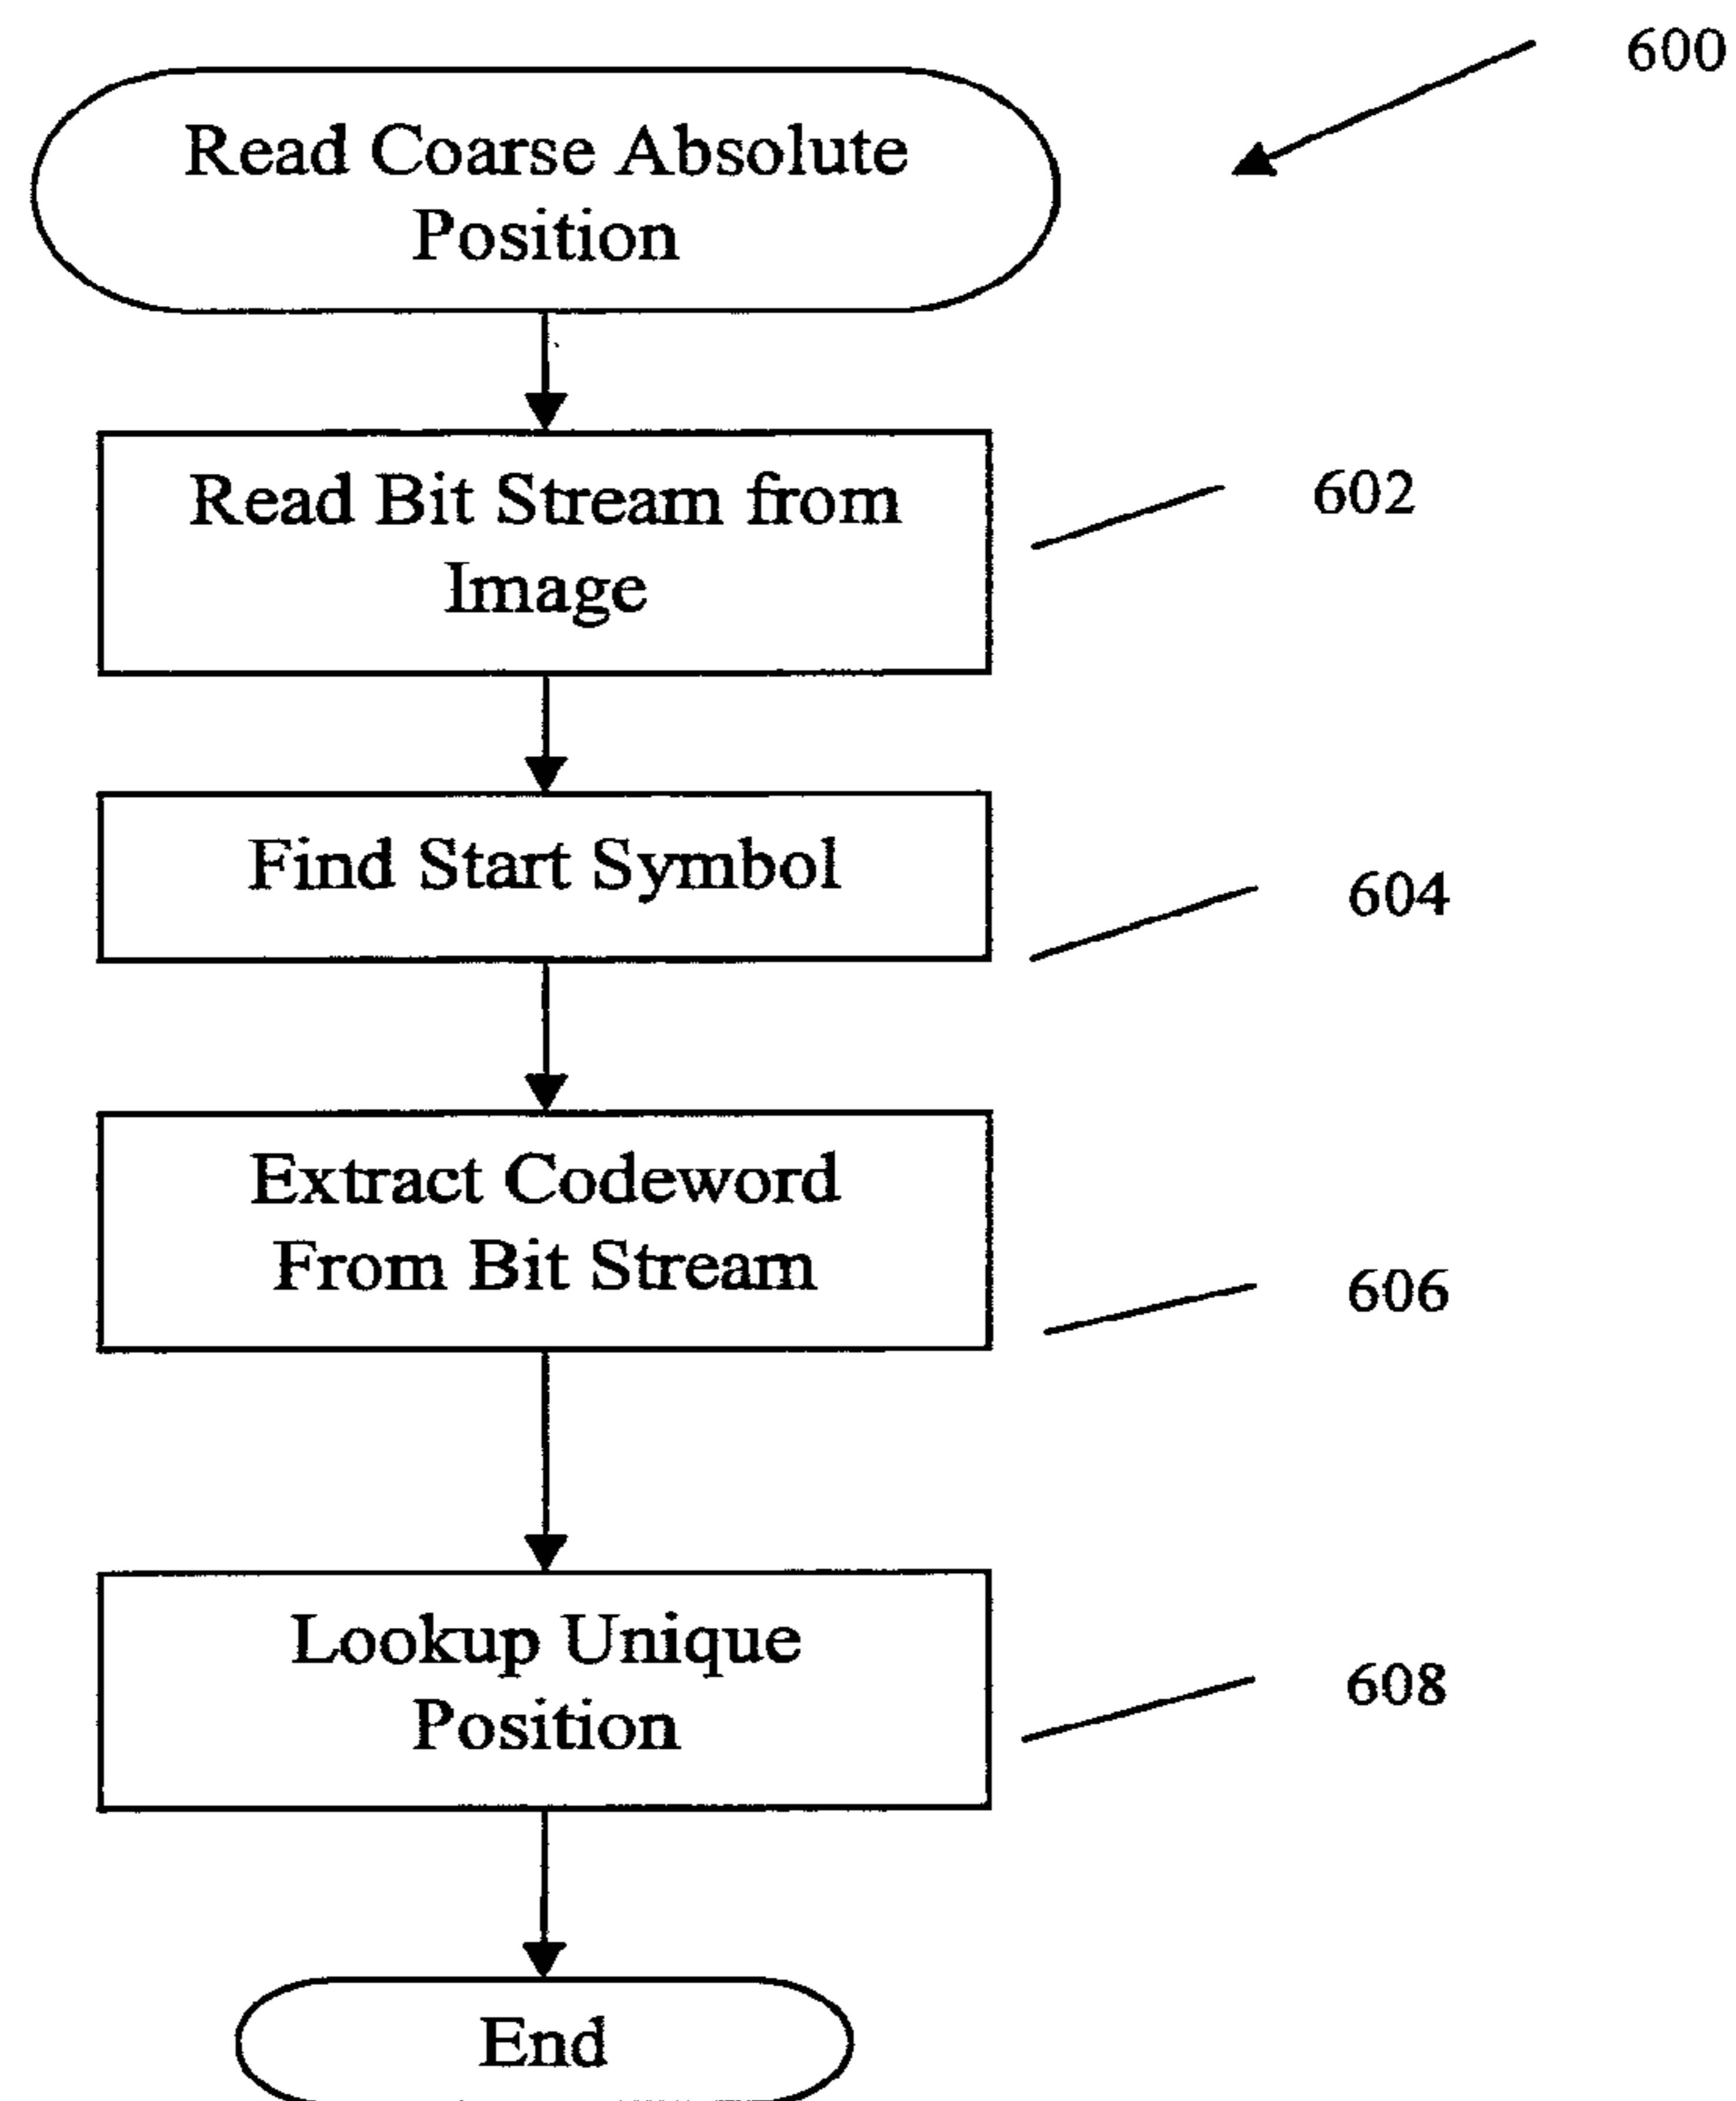 600
Read Coarse Absolute
Position
Read Bit Stream from
Image
602
Find Start Symbol
604
Extract Codeword
From Bit Stream
606
Lookup Unique
Position
608
End